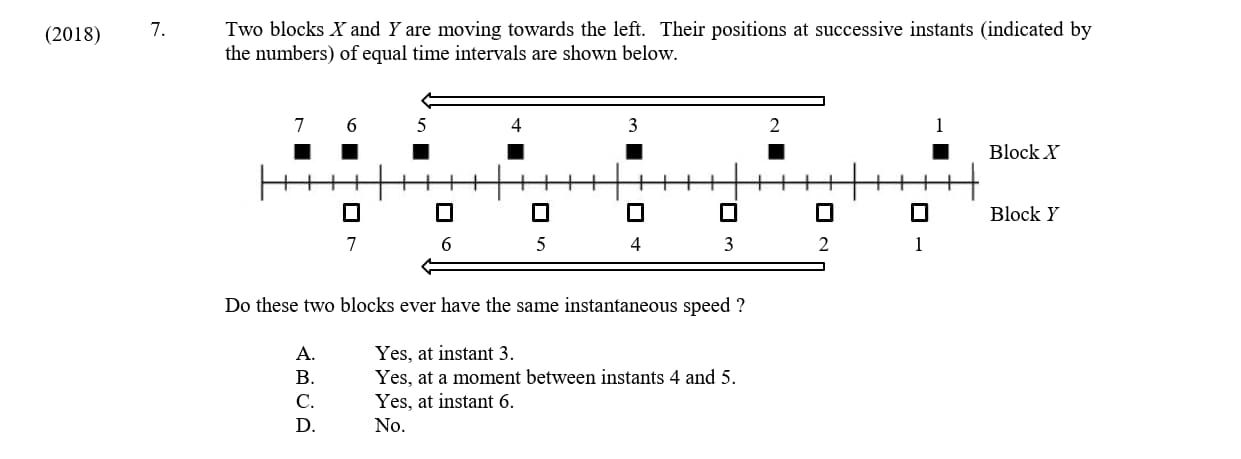 (2018) 7. Two blocks X and Y are moving towards the left. Their positions at successive instants (indicated by
the numbers) of equal time intervals are shown below.
7 6 5 4 3 2 1
Block X
Block Y
7 6 5 4 3 2 1
Do these two blocks ever have the same instantaneous speed ?
A. Yes, at instant 3.
B. Yes, at a moment between instants 4 and 5.
C. Yes, at instant 6.
D. No.